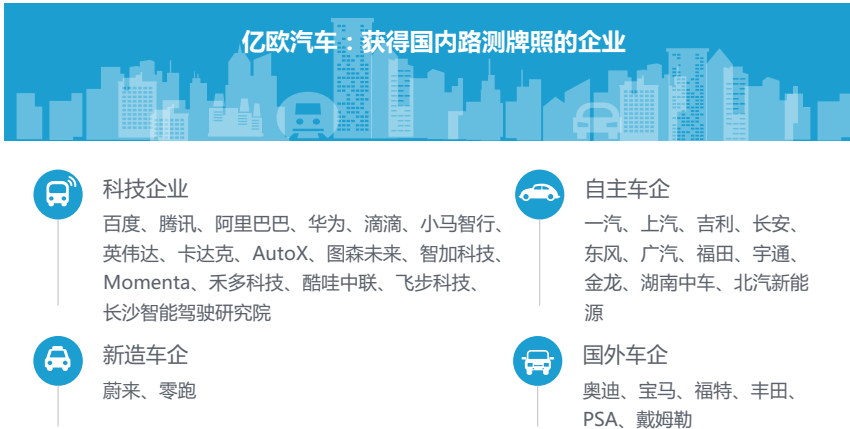 亿欧汽车：获得国内路测牌照的企业
科技企业
百度、腾讯、阿里巴巴、华为、滴滴、小马智行、
英伟达、卡达克、AutoX、图森未来、智加科技、
Momenta、禾多科技、酷哇中联、飞步科技、
长沙智能驾驶研究院
自主车企
一汽、上汽、吉利、长安、
东风、广汽、福田、宇通、
金龙、湖南中车、北汽新能
源
新造车企
蔚来、零跑
国外车企
奥迪、宝马、福特、丰田、
PSA、戴姆勒